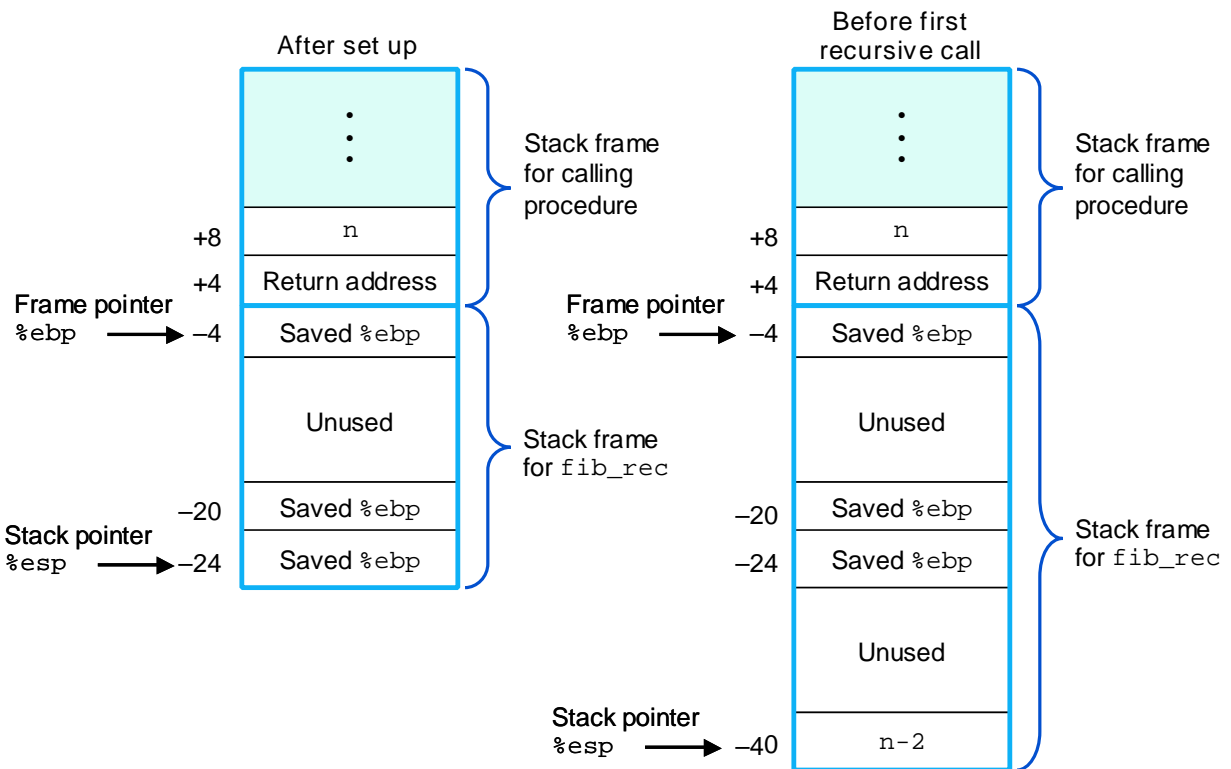 After set up
Stack frame
for calling
procedure
+8 n
+4 Return address
Frame pointer
%ebp −4 Saved %ebp
Unused
Stack frame
for fib_rec
−20 Saved %ebp
Stack pointer
%esp −24 Saved %ebp
Before first
recursive call
Stack frame
for calling
procedure
+8 n
+4 Return address
Frame pointer
%ebp −4 Saved %ebp
Unused
−20 Saved %ebp
Stack frame
for fib_rec
−24 Saved %ebp
Unused
Stack pointer
%esp −40 n-2